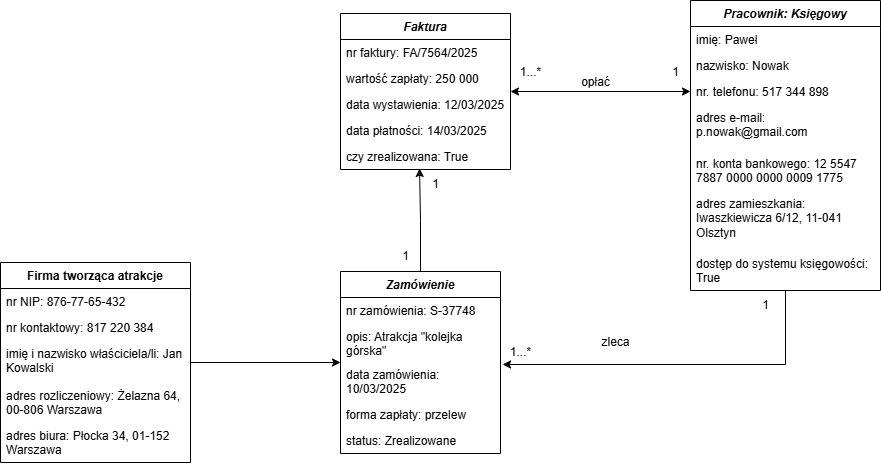 Faktura
nr faktury: FA/7564/2025
wartość zapłaty: 250 000
data wystawienia: 12/03/2025
data płatności: 14/03/2025
czy zrealizowana: True
Pracownik: Księgowy
imię: Paweł
nazwisko: Nowak
nr. telefonu: 517 344 898
adres e-mail:
p.nowak@gmail.com
nr. konta bankowego: 12 5547
7887 0000 0000 0009 1775
adres zamieszkania:
Iwaszkiewicza 6/12, 11-041
Olsztyn
dostęp do systemu księgowości:
True
1...*
opłać
1
1
1
Firma tworząca atrakcje
nr NIP: 876-77-65-432
nr kontaktowy: 817 220 384
imię i nazwisko właściciela/li: Jan
Kowalski
adres rozliczeniowy: Żelazna 64,
00-806 Warszawa
adres biura: Płocka 34, 01-152
Warszawa
Zamówienie
nr zamówienia: S-37748
opis: Atrakcja "kolejka
górska"
data zamówienia:
10/03/2025
forma zapłaty: przelew
status: Zrealizowane
1
zleca
1...*